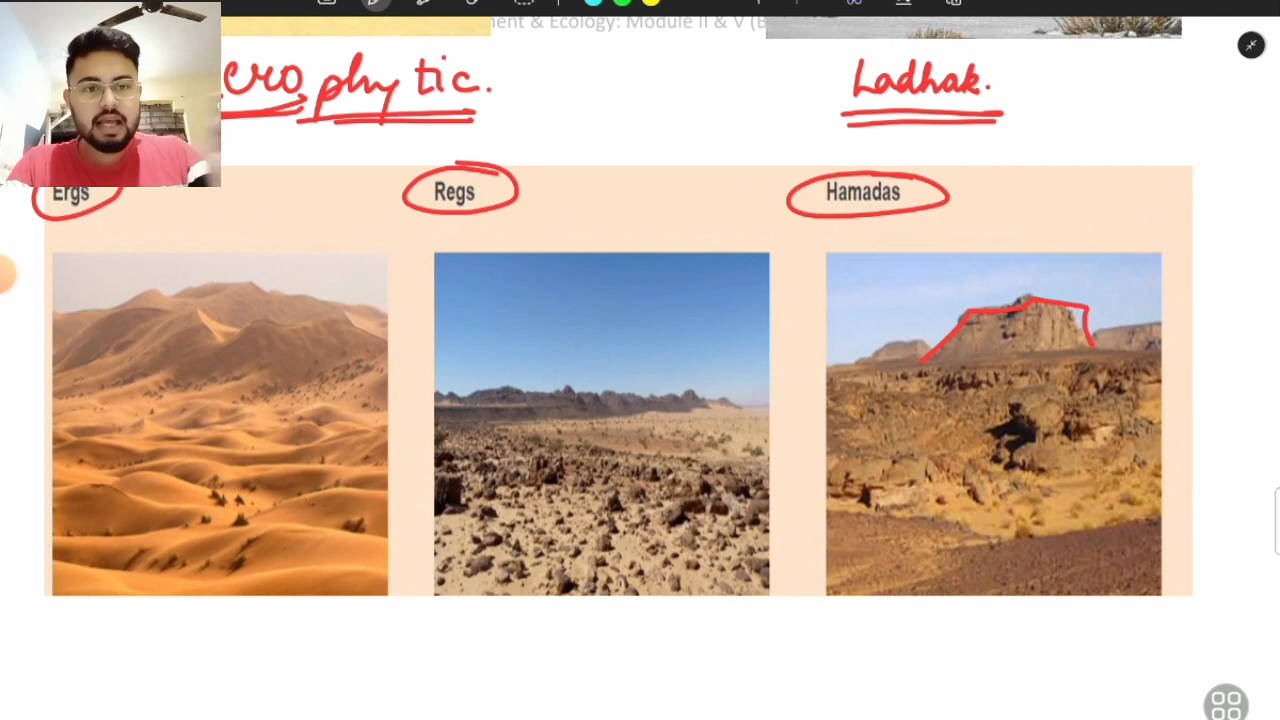 ent & Ecology: Module II & V (B
erophytic. Ladhak.
Ergs Regs Hamadas